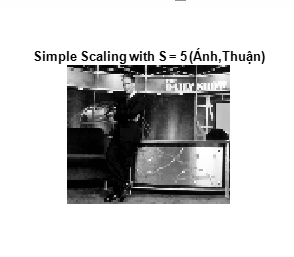 Simple Scaling with S = 5 (Ánh,Thuận)